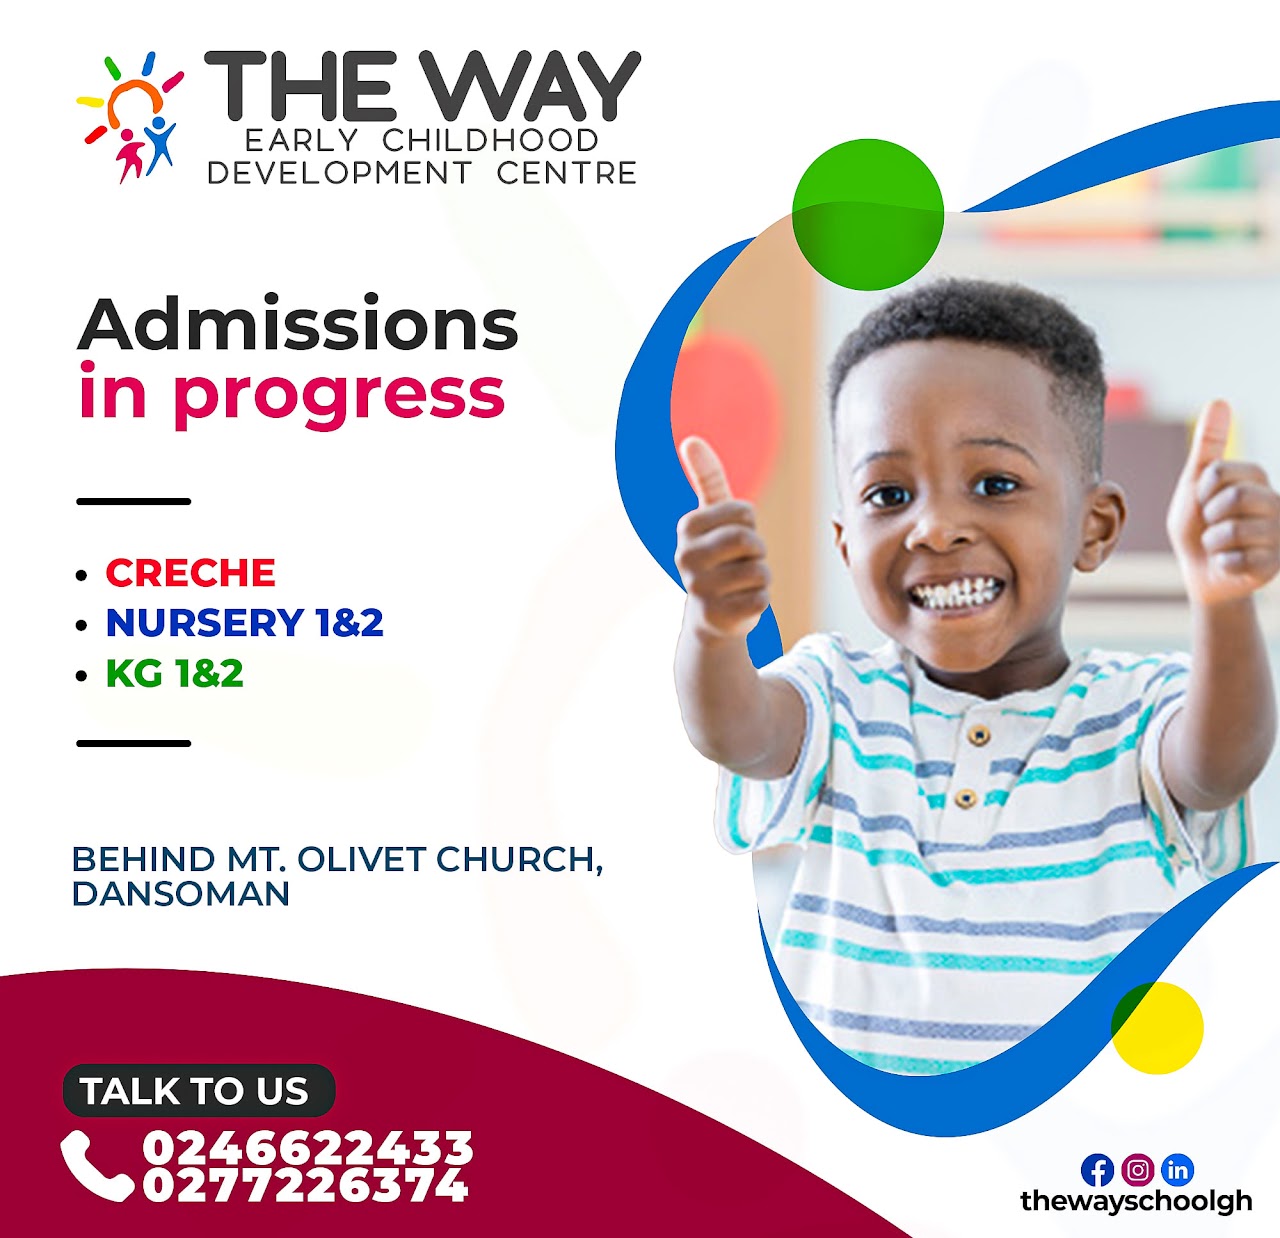 THE WAY
EARLY CHILDHOOD
DEVELOPMENT CENTRE
Admissions
in progress
• CRECHE
• NURSERY 1&2
• KG 1&2
BEHIND MT. OLIVET CHURCH,
DANSOMAN
TALK TO US
0246622433
0277226374
thewayschoolgh